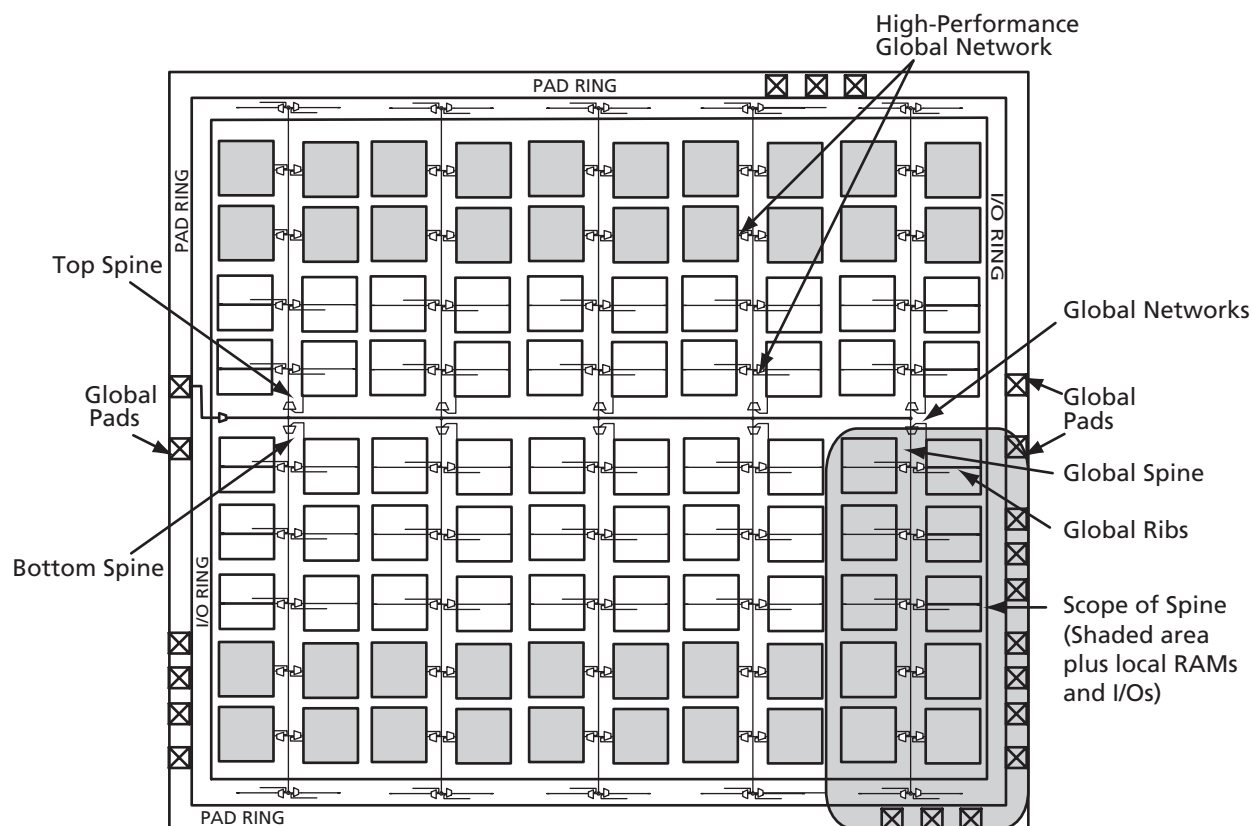 High-Performance
Global Network
PAD RING
PAD RING
I/O RING
Top Spine
Global Networks
Global
Pads
Global
Pads
Global Spine
Global Ribs
Bottom Spine
I/O RING
Scope of Spine
(Shaded area
plus local RAMs
and I/Os)
PAD RING